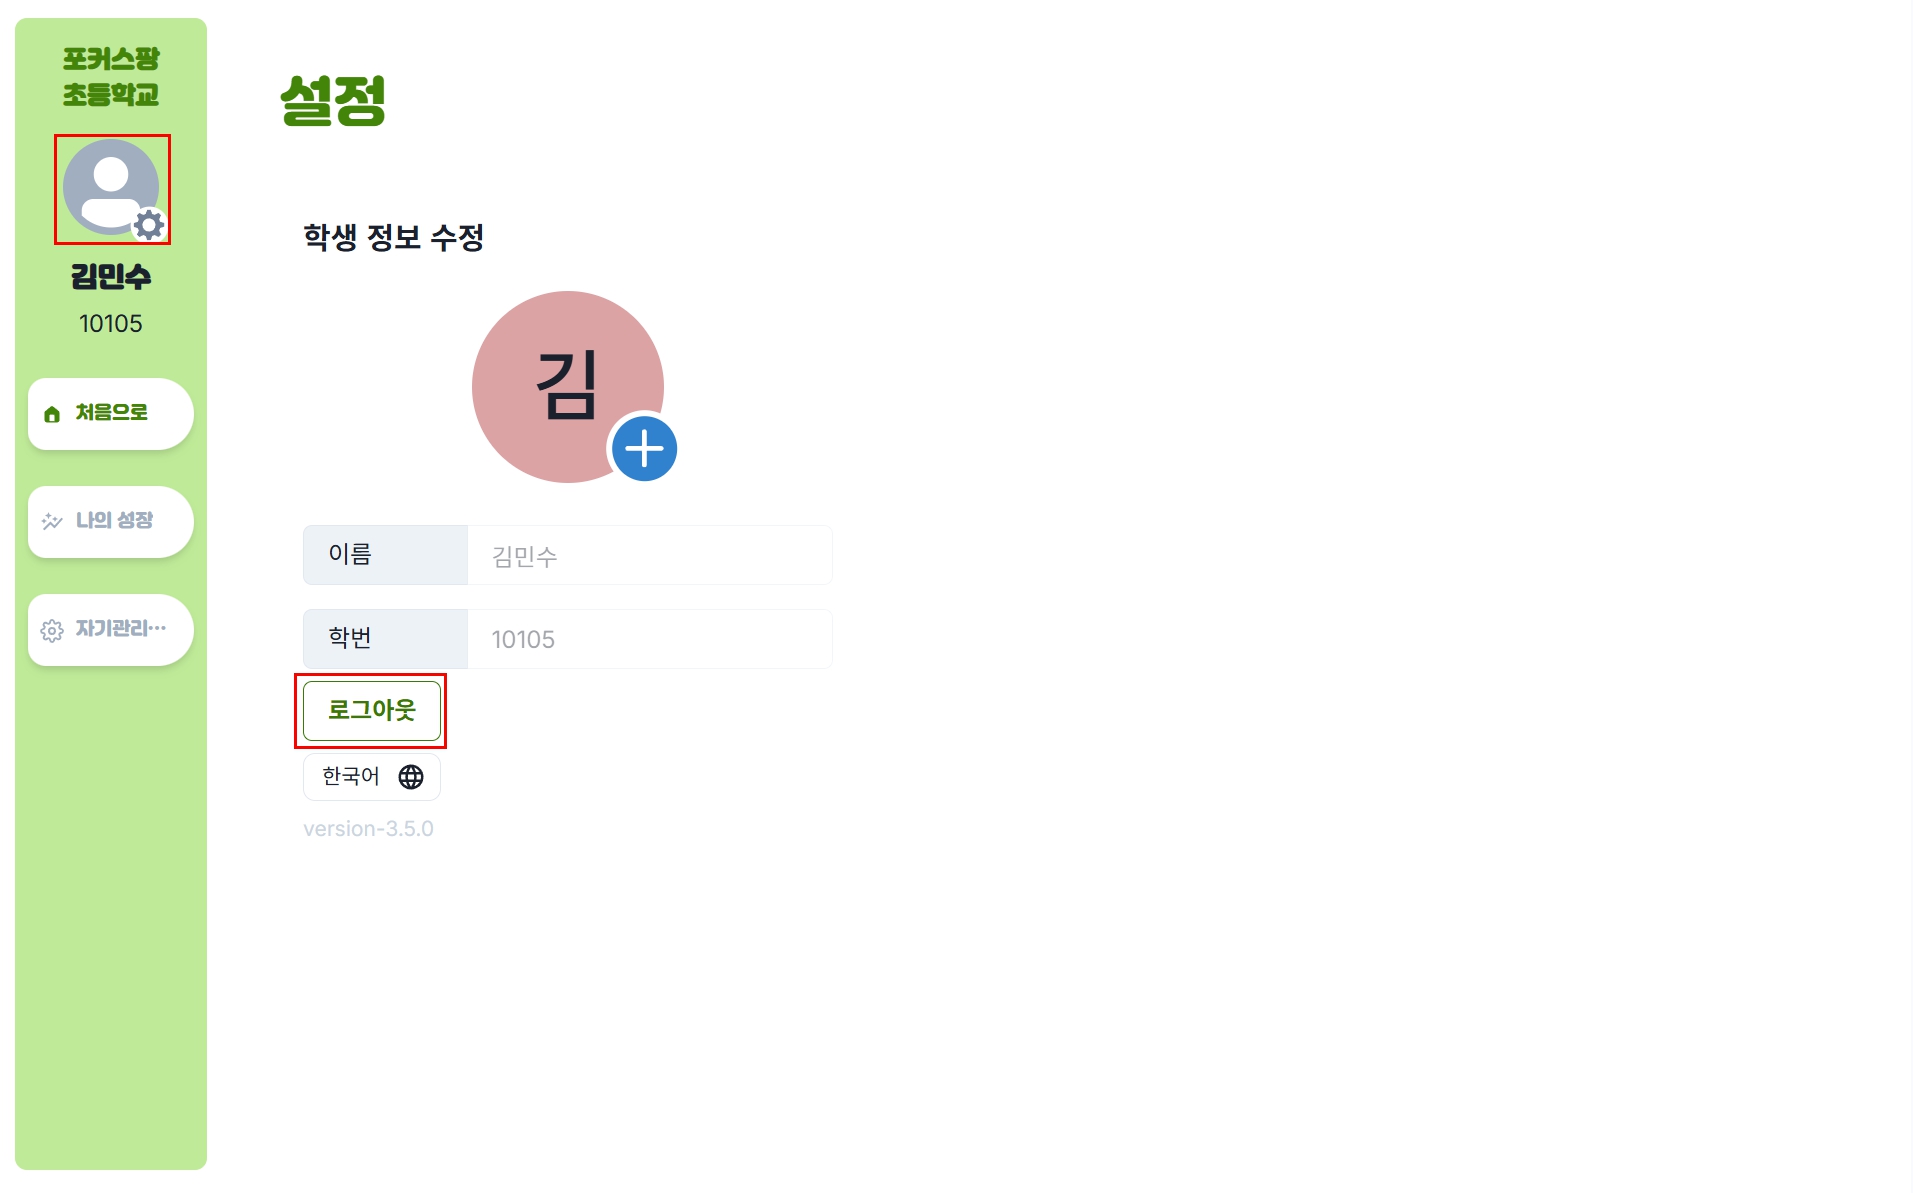 포커스팡
초등학교
김민수
10105
처음으로
나의 성장
자기관리…
설정
학생 정보 수정
김
이름 김민수
학번 10105
로그아웃
한국어
version-3.5.0